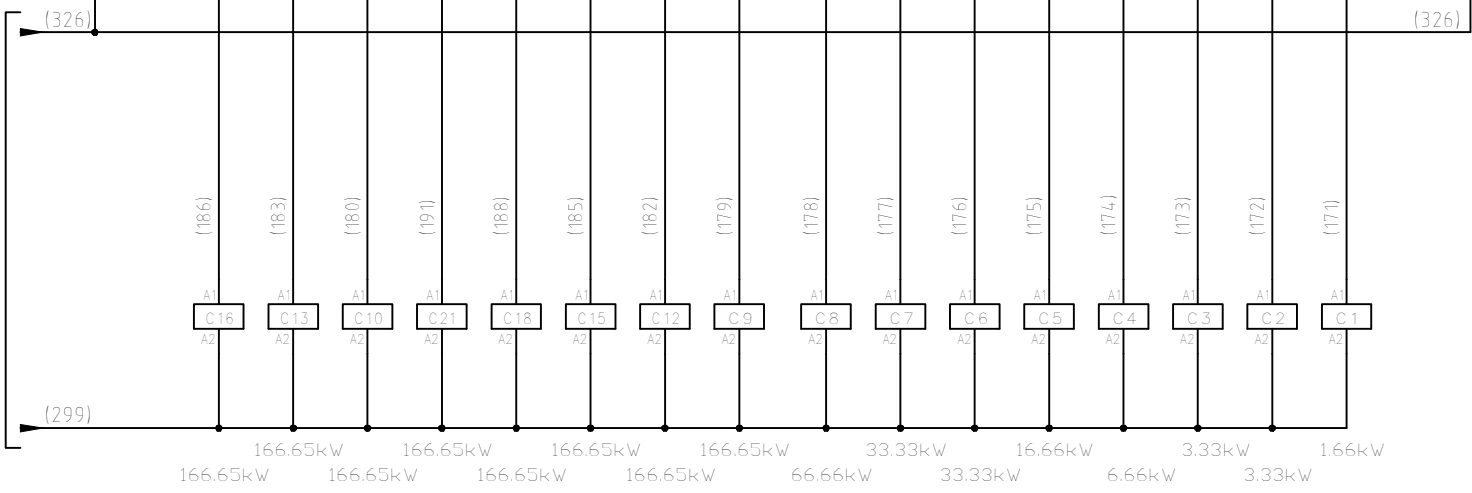 (326) (326)
(186) (183) (180) (191) (188) (185) (182) (179) (178) (177) (176) (175) (174) (173) (172) (171)
A1 A1 A1 A1 A1 A1 A1 A1 A1 A1 A1 A1 A1 A1 A1 A1
C16 C13 C10 C21 C18 C15 C12 C9 C8 C7 C6 C5 C4 C3 C2 C1
A2 A2 A2 A2 A2 A2 A2 A2 A2 A2 A2 A2 A2 A2 A2 A2
(299)
166.65kW 166.65kW 166.65kW 166.65kW 33.33kW 16.66kW 3.33kW 1.66kW
166.65kW 166.65kW 166.65kW 166.65kW 66.66kW 33.33kW 6.66kW 3.33kW